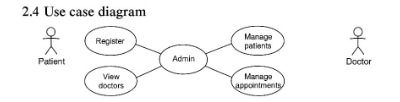 2.4 Use case diagram
Register
Manage
patients
Patient
Admin
Doctor
View
doctors
Manage
appointments